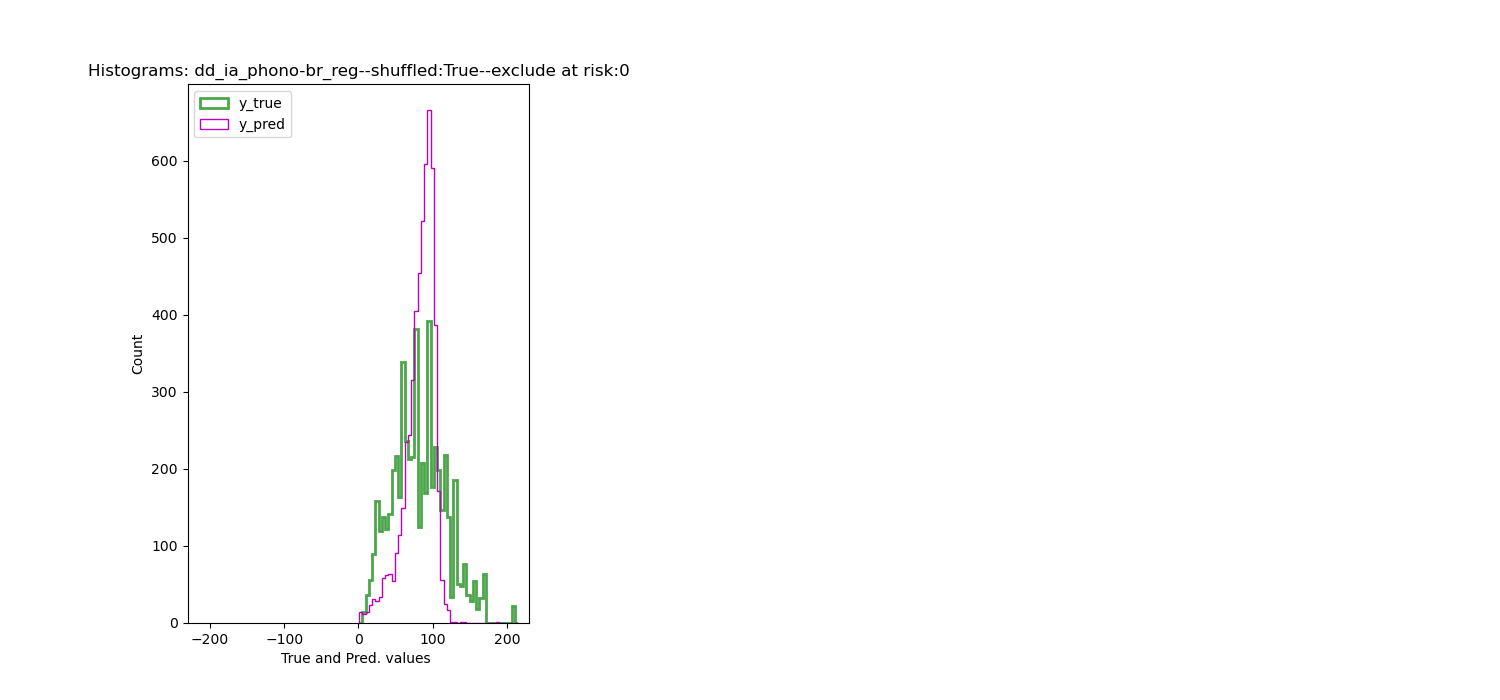 Histograms: dd_ia_phono-br_reg--shuffled:True--exclude at risk:0
y_true
y_pred
600
500
400
300
200
100
0
Count
−200 −100 0 100 200
True and Pred. values